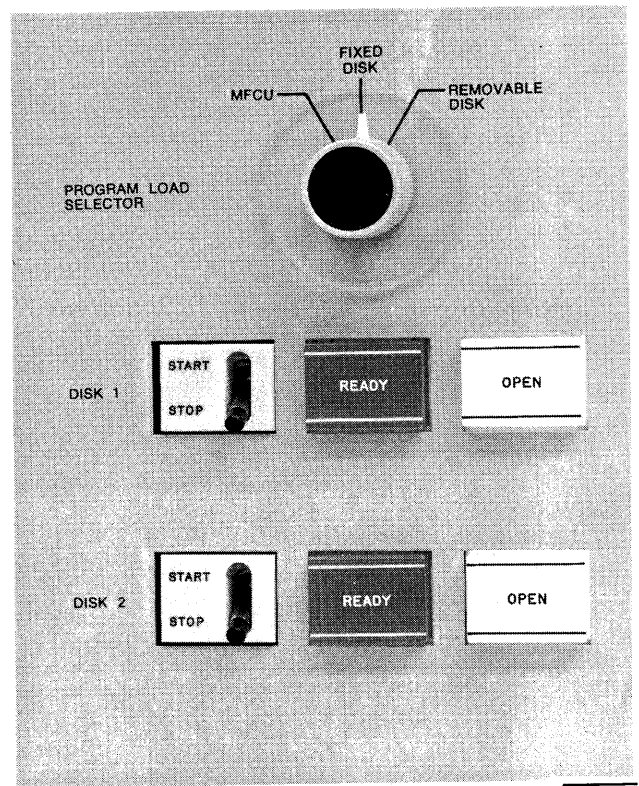 FIXED
DISK
MFCU
REMOVABLE
DISK
PROGRAM LOAD
SELECTOR
DISK 1
START
STOP
READY
OPEN
DISK 2
START
STOP
READY
OPEN